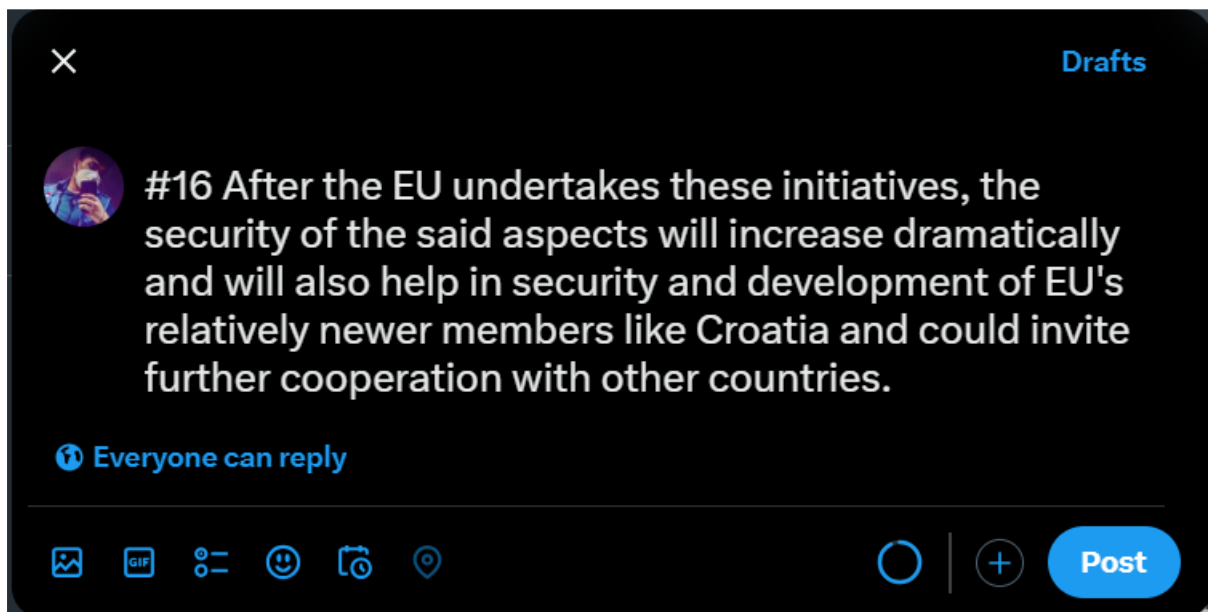 Drafts
#16 After the EU undertakes these initiatives, the
security of the said aspects will increase dramatically
and will also help in security and development of EU's
relatively newer members like Croatia and could invite
further cooperation with other countries.
Everyone can reply
GIF
Post